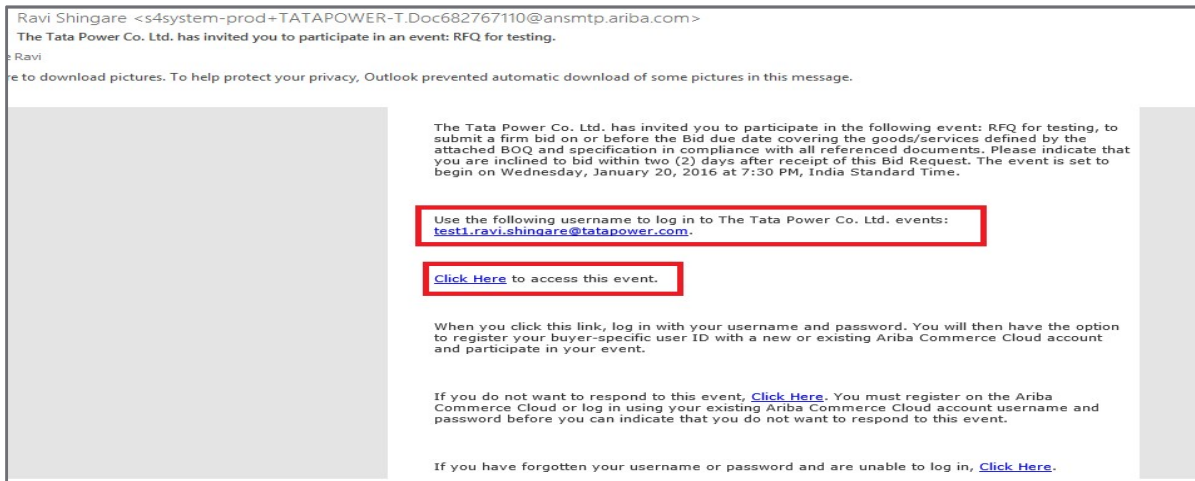 Ravi Shingare <s4system-prod+TATAPOWER-T.Doc682767110@ansmtp.ariba.com>
The Tata Power Co. Ltd. has invited you to participate in an event: RFQ for testing.
Ravi
re to download pictures. To help protect your privacy, Outlook prevented automatic download of some pictures in this message.
The Tata Power Co. Ltd. has invited you to participate in the following event: RFQ for testing, to
submit a firm bid on or before the Bid due date covering the goods/services defined by the
attached BOQ and specification in compliance with all referenced documents. Please indicate that
you are inclined to bid within two (2) days after receipt of this Bid Request. The event is set to
begin on Wednesday, January 20, 2016 at 7:30 PM, India Standard Time.
Use the following username to log in to The Tata Power Co. Ltd. events:
test1.ravi.shingare@tatapower.com.
Click Here to access this event.
When you click this link, log in with your username and password. You will then have the option
to register your buyer-specific user ID with a new or existing Ariba Commerce Cloud account
and participate in your event.
If you do not want to respond to this event, Click Here. You must register on the Ariba
Commerce Cloud or log in using your existing Ariba Commerce Cloud account username and
password before you can indicate that you do not want to respond to this event.
If you have forgotten your username or password and are unable to log in, Click Here.